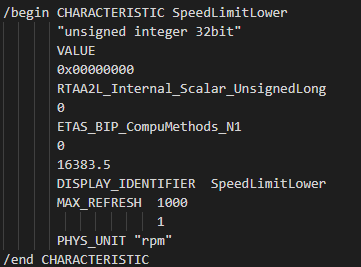 /begin CHARACTERISTIC SpeedLimitLower
"unsigned integer 32bit"
VALUE
0x00000000
RTAA2L_Internal_Scalar_UnsignedLong
0
ETAS_BIP_CompuMethods_N1
0
16383.5
DISPLAY_IDENTIFIER  SpeedLimitLower
MAX_REFRESH  1000
1
PHYS_UNIT "rpm"
/end CHARACTERISTIC